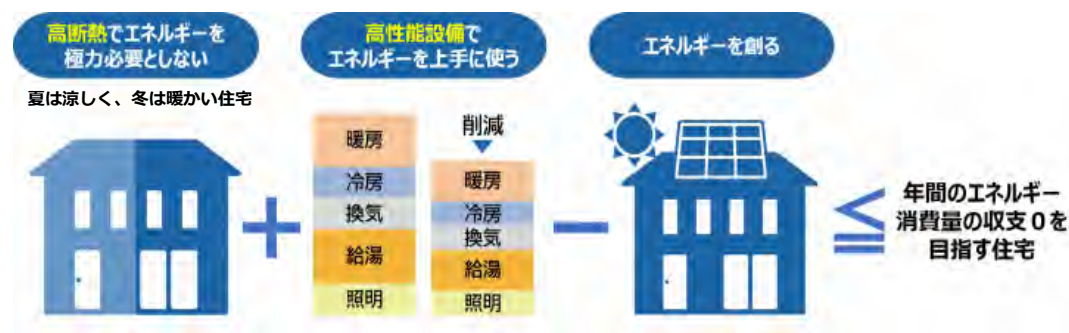 高断熱でエネルギーを
極力必要としない
夏は涼しく、冬は暖かい住宅
高性能設備で
エネルギーを上手に使う
暖房
冷房
換気
給湯
照明
削減
暖房
冷房
換気
給湯
照明
エネルギーを創る
≦
年間のエネルギー
消費量の収支0を
目指す住宅